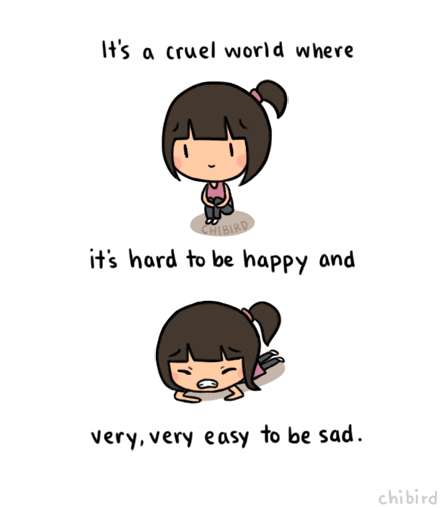 It's a cruel world where
CHIBIRD
it's hard to be happy and
very, very easy to be sad.
chibird